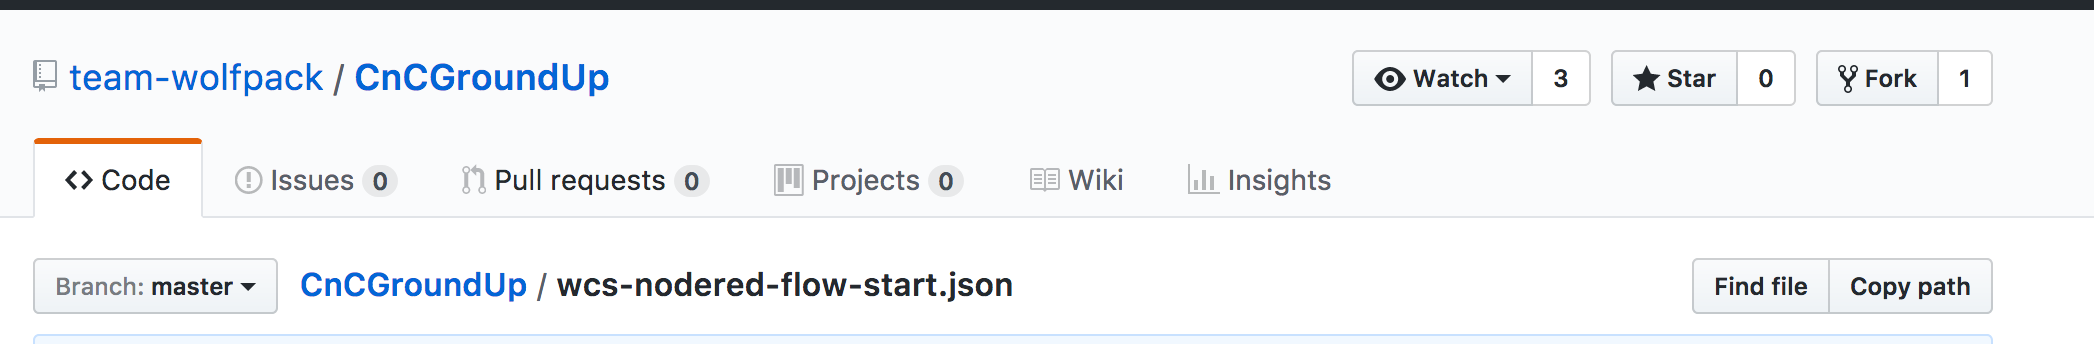 team-wolfpack / CnCGroundUp Watch 3 Star 0 Fork 1
Code Issues 0 Pull requests 0 Projects 0 Wiki Insights
Branch: master CnCGroundUp / wcs-nodered-flow-start.json Find file Copy path